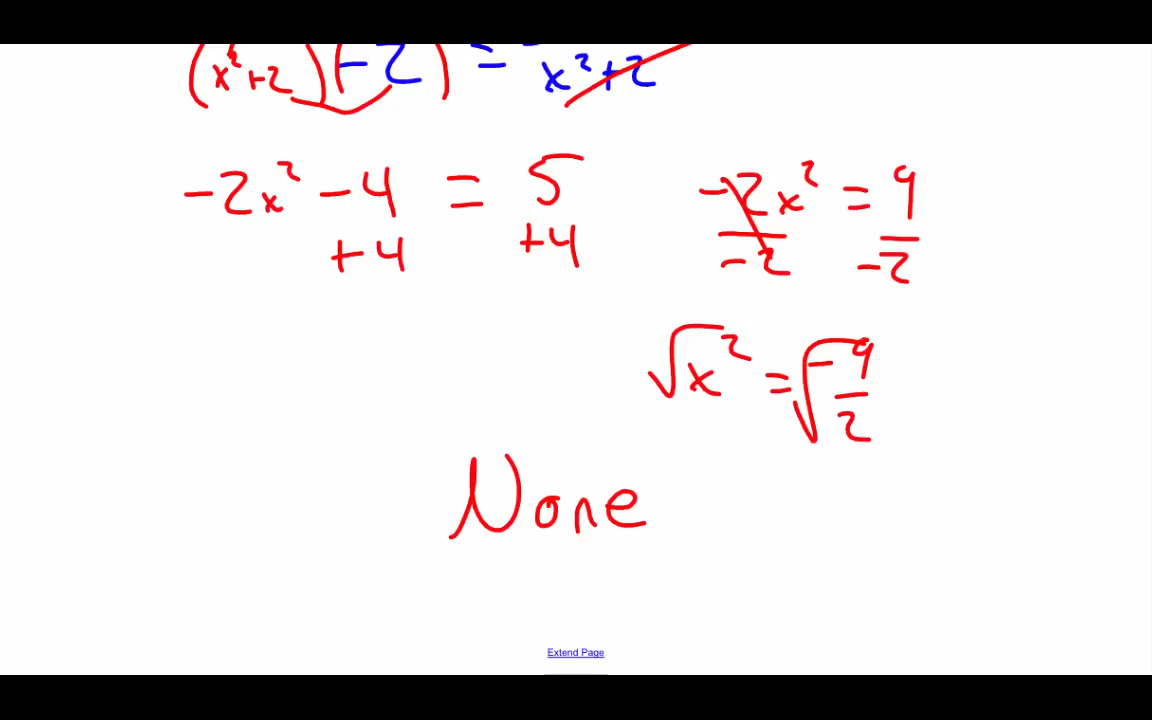 (x²+2)(-2) = x²+2
-2x² - 4 = 5
+4 +4
-2x² = 9
-2 -2
√x² = √-9/2
None
Extend Page